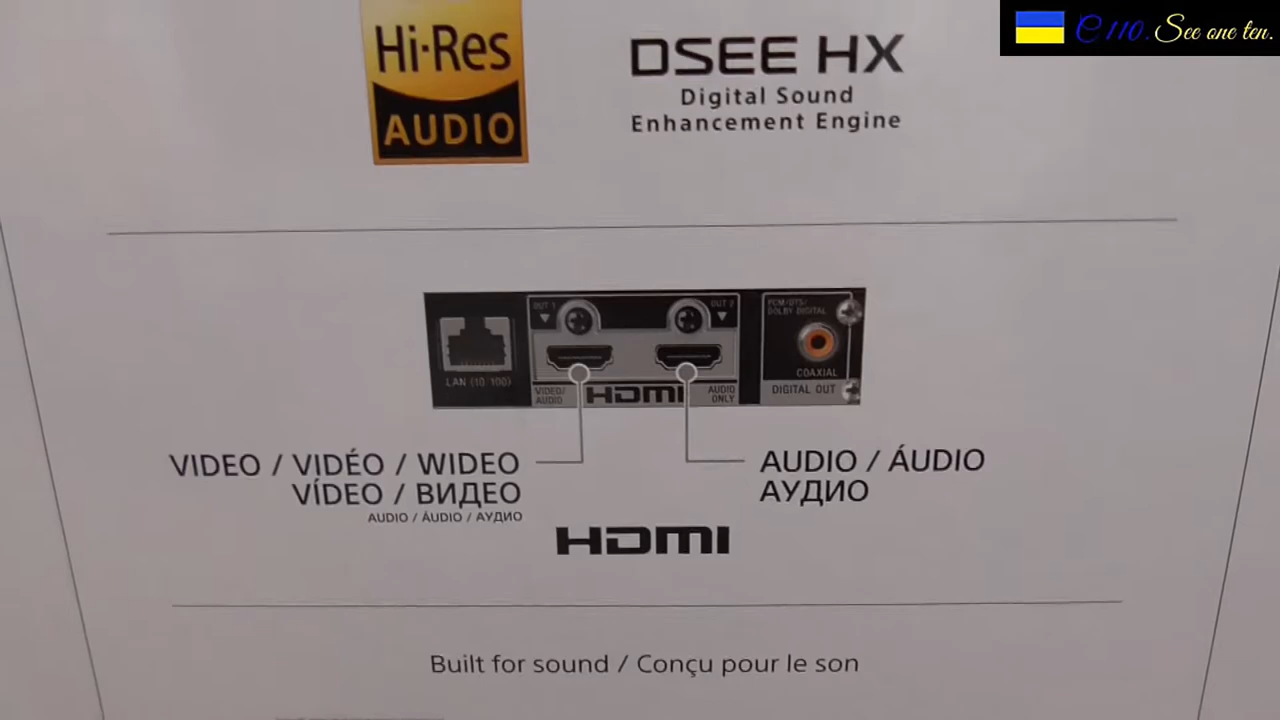 C 110. See one ten.
Hi-Res
AUDIO
DSEE HX
Digital Sound
Enhancement Engine
OUT 1
OUT 2
PCM/DTS/
DOLBY DIGITAL
LAN (10/100)
VIDEO/
AUDIO
HDMI
AUDIO
ONLY
COAXIAL
DIGITAL OUT
VIDEO / VIDÉO / WIDEO
VÍDEO / ВИДЕО
AUDIO / ÁUDIO / АУДИО
AUDIO / ÁUDIO
АУДИО
HDMI
Built for sound / Conçu pour le son